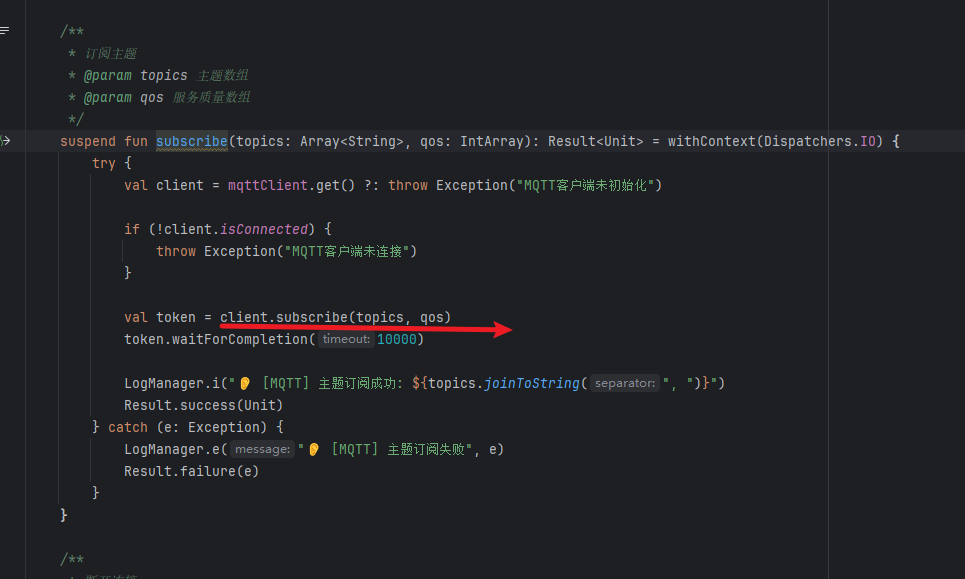 /**
* 订阅主题
* @param topics 主题数组
* @param qos 服务质量数组
*/
suspend fun subscribe(topics: Array<String>, qos: IntArray): Result<Unit> = withContext(Dispatchers.IO) {
try {
val client = mqttClient.get() ?: throw Exception("MQTT客户端未初始化")
if (!client.isConnected) {
throw Exception("MQTT客户端未连接")
}
val token = client.subscribe(topics, qos)
token.waitForCompletion( timeout: 10000)
LogManager.i("👂 [MQTT] 主题订阅成功: ${topics.joinToString( separator: ", ")}")
Result.success(Unit)
} catch (e: Exception) {
LogManager.e( message: "👂 [MQTT] 主题订阅失败", e)
Result.failure(e)
}
}
/**